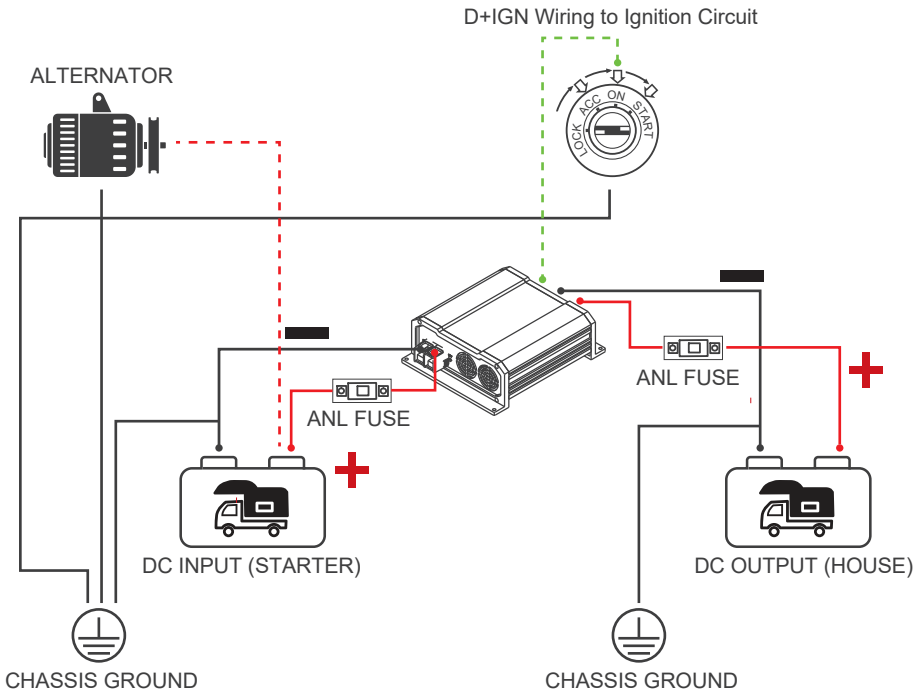 D+IGN Wiring to Ignition Circuit
ALTERNATOR
LOCK ACC ON START
ANL FUSE
ANL FUSE
DC INPUT (STARTER)
DC OUTPUT (HOUSE)
CHASSIS GROUND
CHASSIS GROUND